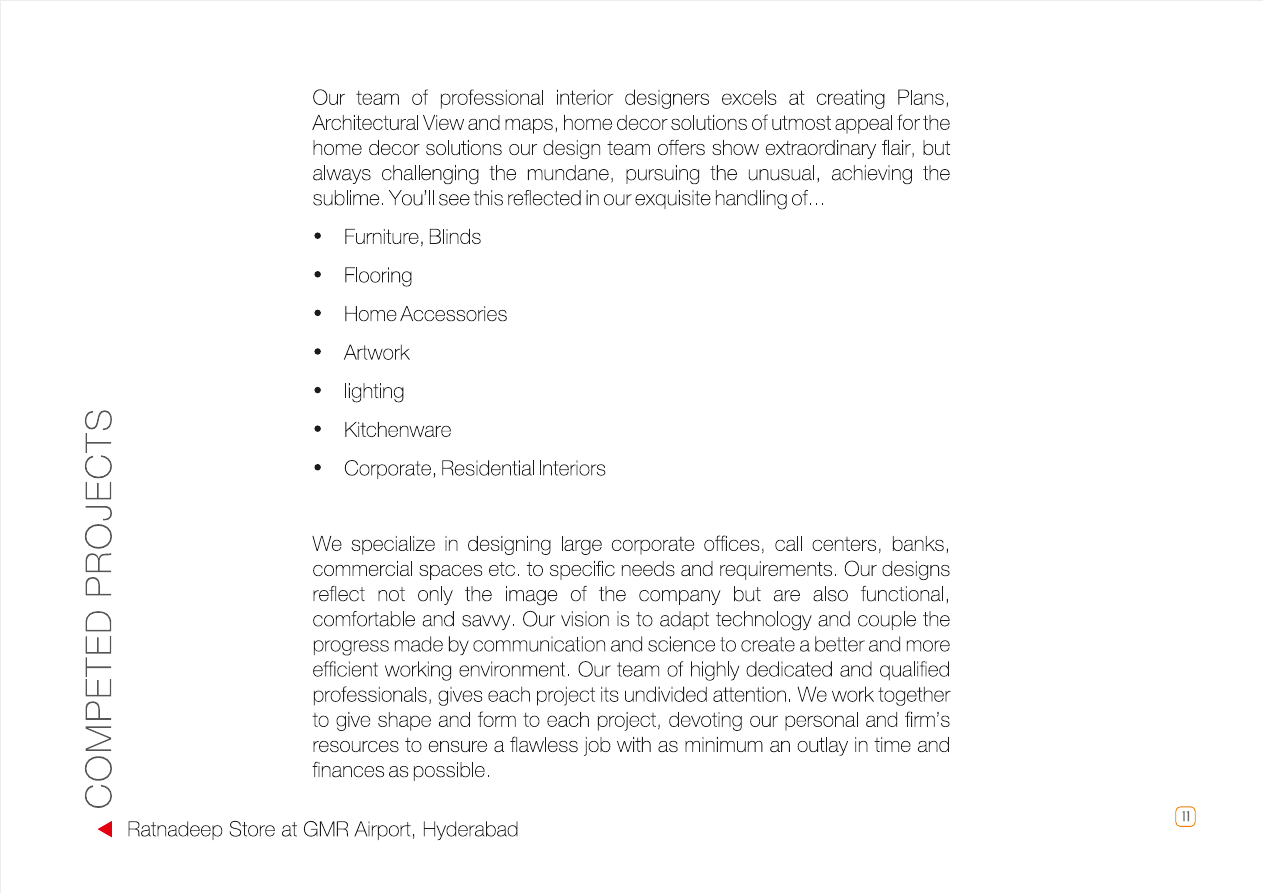 Our team of professional interior designers excels at creating Plans,
Architectural View and maps, home decor solutions of utmost appeal for the
home decor solutions our design team offers show extraordinary flair, but
always challenging the mundane, pursuing the unusual, achieving the
sublime. You'll see this reflected in our exquisite handling of...
• Furniture, Blinds
• Flooring
• Home Accessories
• Artwork
• lighting
• Kitchenware
• Corporate, Residential Interiors
We specialize in designing large corporate offices, call centers, banks,
commercial spaces etc. to specific needs and requirements. Our designs
reflect not only the image of the company but are also functional,
comfortable and savvy. Our vision is to adapt technology and couple the
progress made by communication and science to create a better and more
efficient working environment. Our team of highly dedicated and qualified
professionals, gives each project its undivided attention. We work together
to give shape and form to each project, devoting our personal and firm's
resources to ensure a flawless job with as minimum an outlay in time and
finances as possible.
COMPETED PROJECTS
Ratnadeep Store at GMR Airport, Hyderabad
11